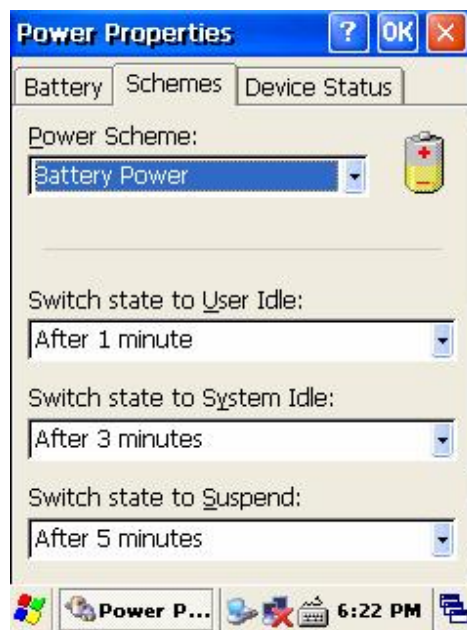 Power Properties ? OK
Battery Schemes Device Status
Power Scheme:
Battery Power
Switch state to User Idle:
After 1 minute
Switch state to System Idle:
After 3 minutes
Switch state to Suspend:
After 5 minutes
Power P... 6:22 PM